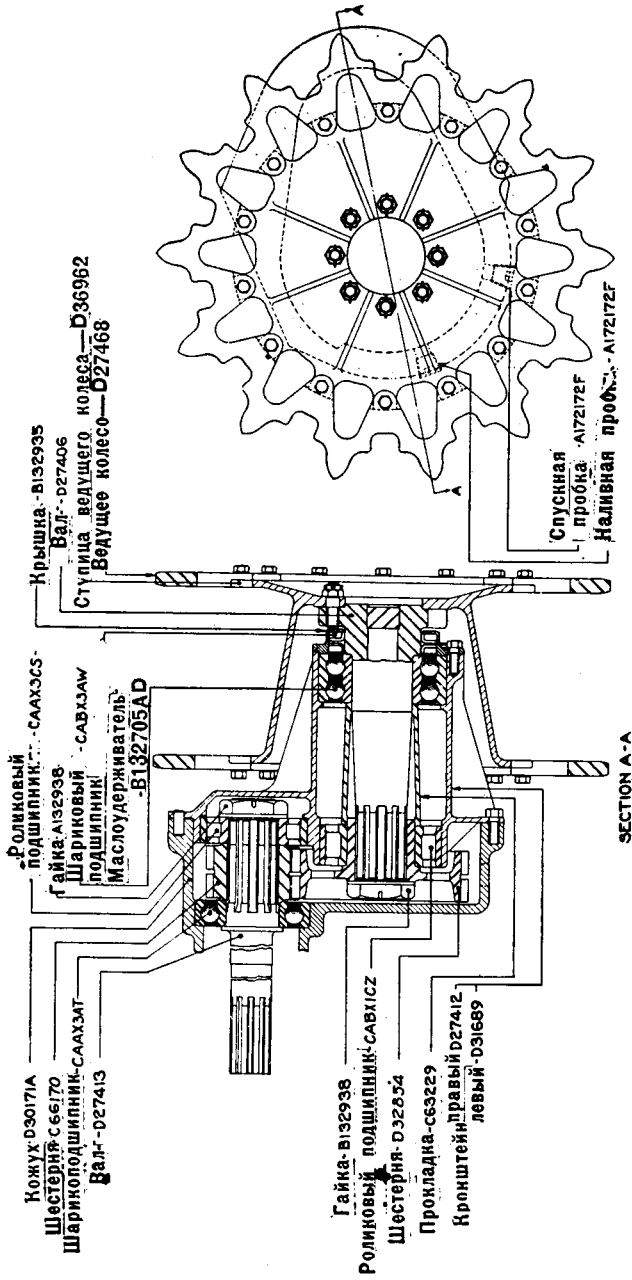 Кожух-D30171A
Шестерня-C66170
Шарикоподшипник-CAAX3AT
Вал-D27413
Роликовый
подшипник-CAAX3CS
Гайка-A132938
Шариковый
подшипник-CABX3AW
Маслоудерживатель
-B132705AD
Крышка-B132935
Вал-D27406
Ступица ведущего колеса—D36962
Ведущее колесо—D27468
Гайка-B132938
Роликовый подшипник-CABX1CZ
Шестерня-D32854
Прокладка-C63229
Кронштейн правый D27412
левый-D31689
SECTION A-A
A
A
Спускная
пробка-A172172F
Наливная пробка-A172172F